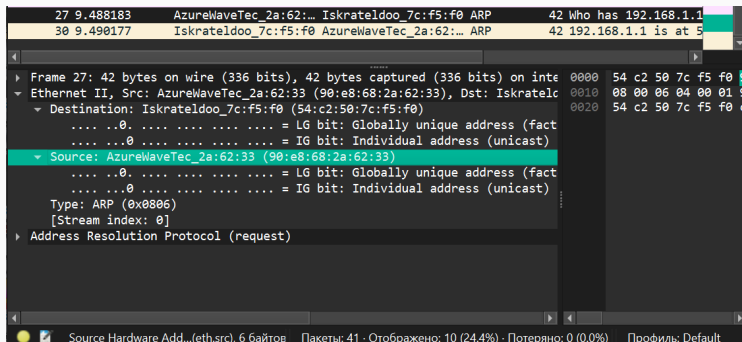 27 9.488183 AzureWaveTec_2a:62:… Iskrateldoo_7c:f5:f0 ARP 42 Who has 192.168.1.1
30 9.490177 Iskrateldoo_7c:f5:f0 AzureWaveTec_2a:62:… ARP 42 192.168.1.1 is at 5
Frame 27: 42 bytes on wire (336 bits), 42 bytes captured (336 bits) on inte
Ethernet II, Src: AzureWaveTec_2a:62:33 (90:e8:68:2a:62:33), Dst: Iskratelc
Destination: Iskrateldoo_7c:f5:f0 (54:c2:50:7c:f5:f0)
.... ..0. .... .... .... .... = LG bit: Globally unique address (fact
.... ...0 .... .... .... .... = IG bit: Individual address (unicast)
Source: AzureWaveTec_2a:62:33 (90:e8:68:2a:62:33)
.... ..0. .... .... .... .... = LG bit: Globally unique address (fact
.... ...0 .... .... .... .... = IG bit: Individual address (unicast)
Type: ARP (0x0806)
[Stream index: 0]
Address Resolution Protocol (request)
0000 54 c2 50 7c f5 f0
0010 08 00 06 04 00 01
0020 54 c2 50 7c f5 f0
Source Hardware Add...(eth.src), 6 байтов Пакеты: 41 · Отображено: 10 (24.4%) · Потеряно: 0 (0.0%) Профиль: Default